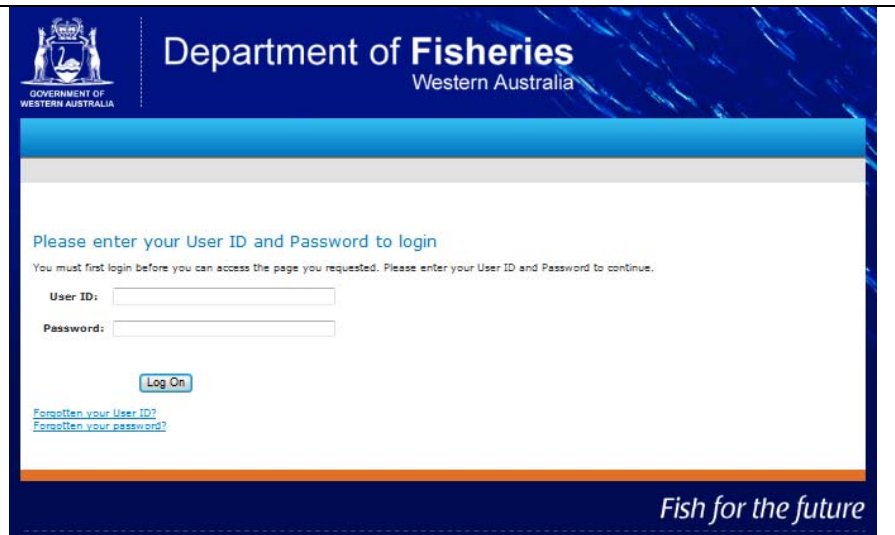 GOVERNMENT OF
WESTERN AUSTRALIA
Department of Fisheries
Western Australia
Please enter your User ID and Password to login
You must first login before you can access the page you requested. Please enter your User ID and Password to continue.
User ID:
Password:
Log On
Forgotten your User ID?
Forgotten your password?
Fish for the future